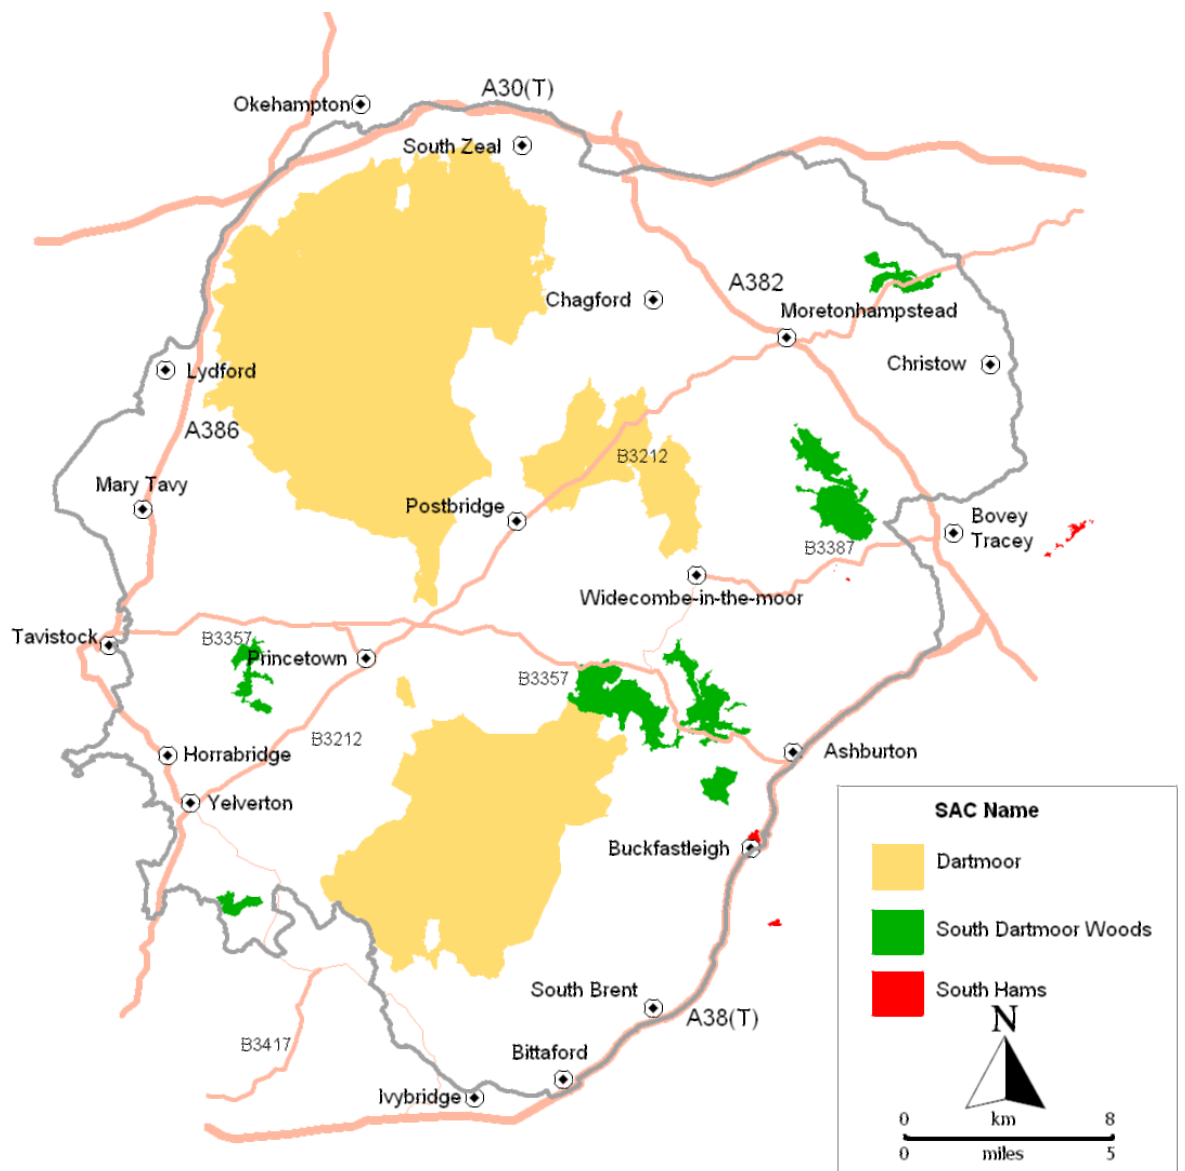 A30(T)
Okehampton
South Zeal
A382
Chagford
Moretonhampstead
Christow
Lydford
A386
B3212
Mary Tavy
Postbridge
Bovey
Tracey
B3387
Widecombe-in-the-moor
Tavistock
B3357
Princetown
B3357
B3212
Horrabridge
Ashburton
Yelverton
SAC Name
Buckfastleigh
Dartmoor
South Dartmoor Woods
South Brent
South Hams
A38(T)
N
B3417
Bittaford
Ivybridge
0 km 8
0 miles 5